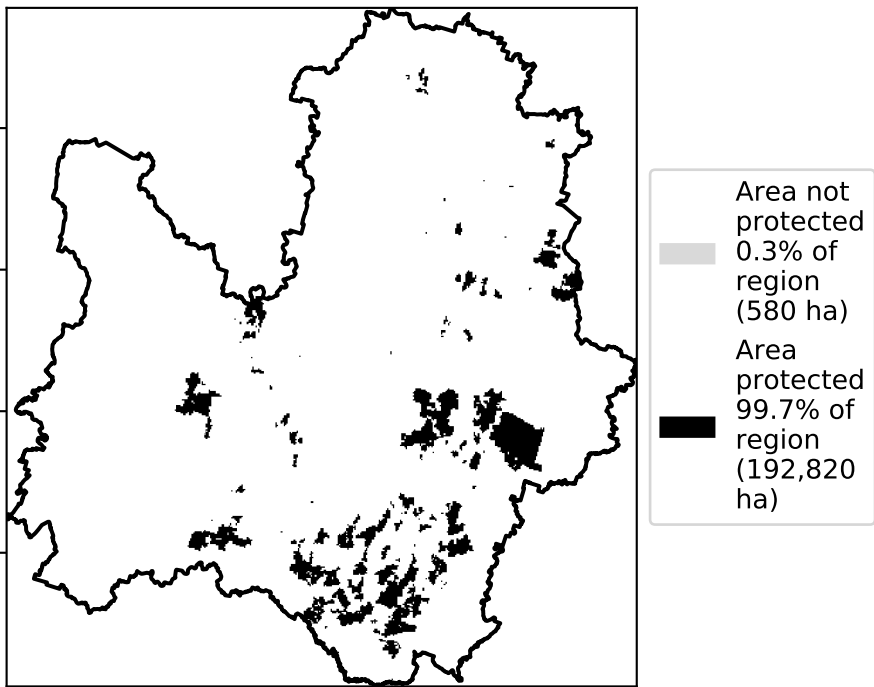 Area not
protected
0.3% of
region
(580 ha)
Area
protected
99.7% of
region
(192,820
ha)